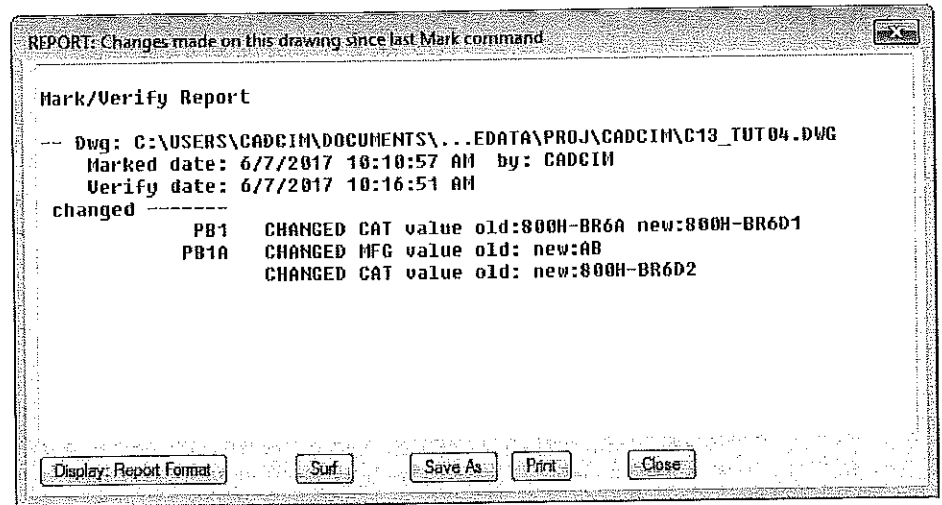 REPORT: Changes made on this drawing since last Mark command
Mark/Verify Report
-- Dwg: C:\USERS\CADCIM\DOCUMENTS\...EDATA\PROJ\CADCIM\C13_TUT04.DWG
Marked date: 6/7/2017 10:10:57 AM by: CADCIM
Verify date: 6/7/2017 10:16:51 AM
changed -------
PB1 CHANGED CAT value old:800H-BR6A new:800H-BR6D1
PB1A CHANGED MFG value old: new:AB
CHANGED CAT value old: new:800H-BR6D2
Display: Report Format Surf Save As Print Close